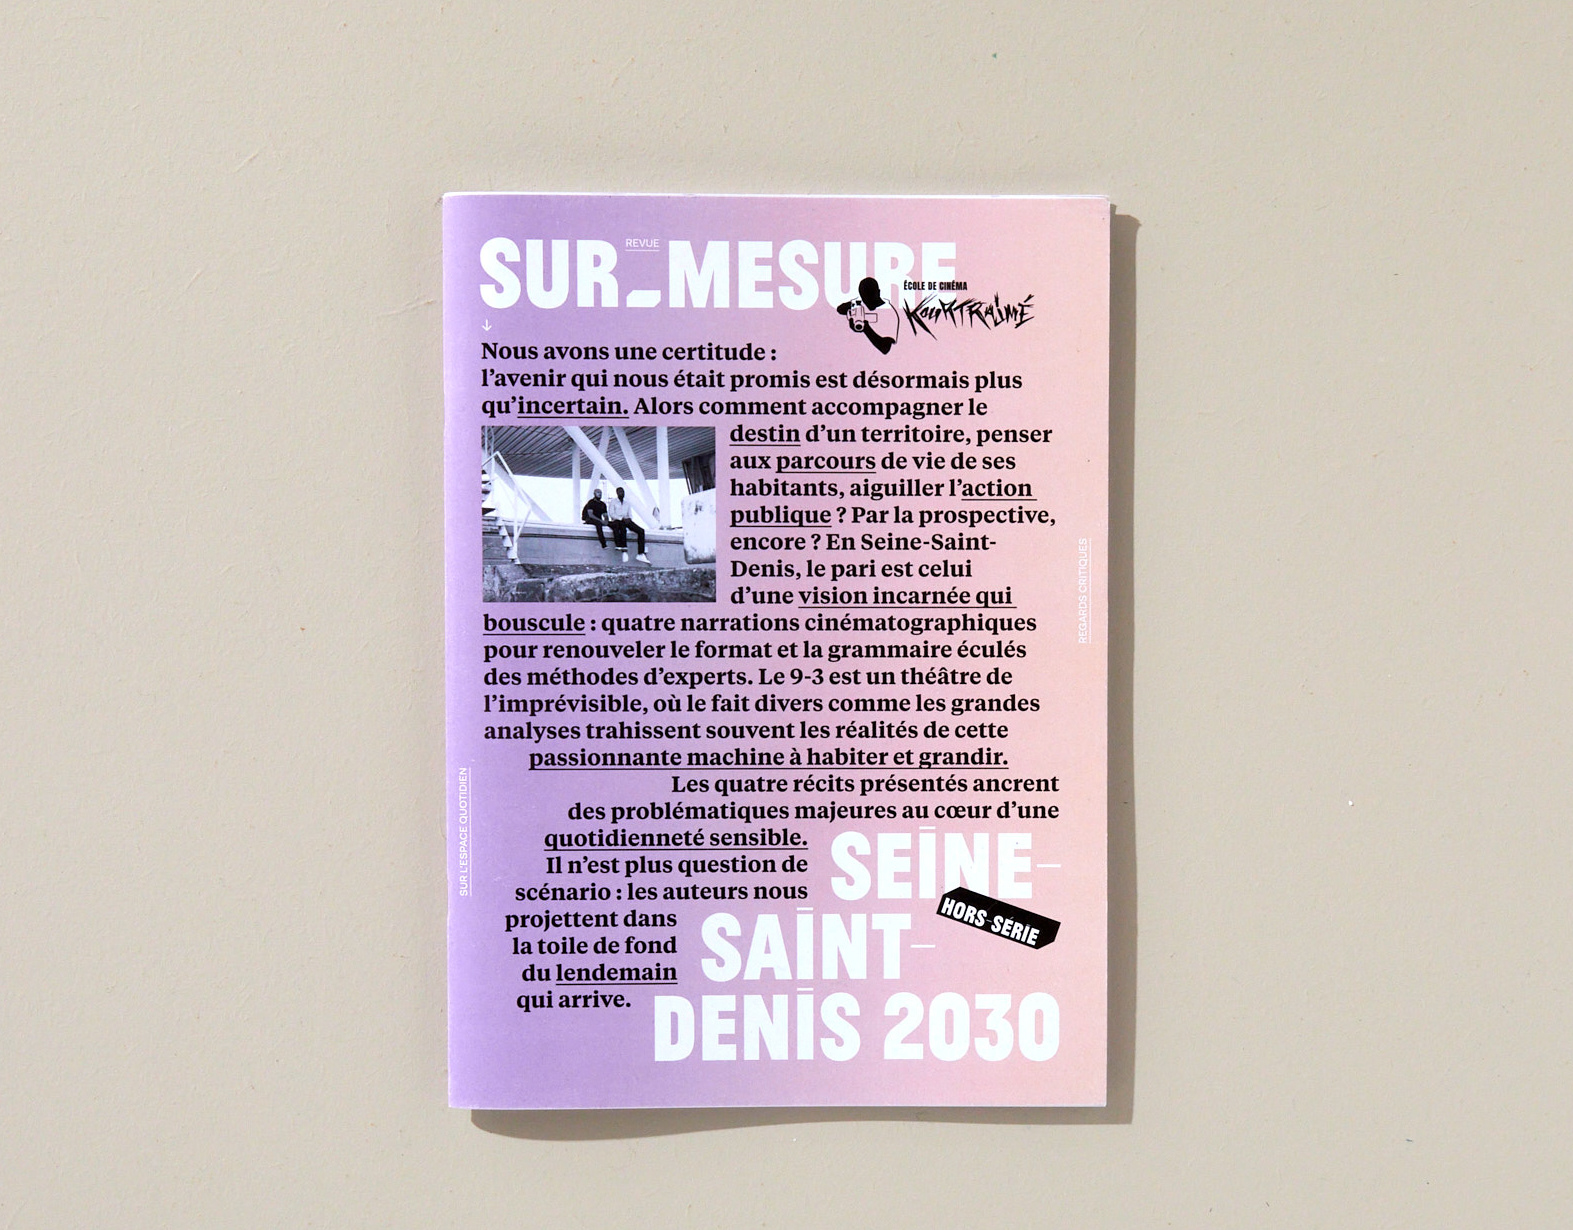 REVUE
SUR_MESURE
ÉCOLE DE CINÉMA
KOURTRAJMÉ
↓
Nous avons une certitude :
l’avenir qui nous était promis est désormais plus
qu’incertain. Alors comment accompagner le
destin d’un territoire, penser
aux parcours de vie de ses
habitants, aiguiller l’action
publique ? Par la prospective,
encore ? En Seine-Saint-
Denis, le pari est celui
d’une vision incarnée qui
bouscule : quatre narrations cinématographiques
pour renouveler le format et la grammaire éculés
des méthodes d’experts. Le 9-3 est un théâtre de
l’imprévisible, où le fait divers comme les grandes
analyses trahissent souvent les réalités de cette
passionnante machine à habiter et grandir.
Les quatre récits présentés ancrent
des problématiques majeures au cœur d’une
quotidienneté sensible.
Il n’est plus question de
scénario : les auteurs nous
projettent dans
la toile de fond
du lendemain
qui arrive.
SEINE-
SAINT-
DENIS 2030
HORS-SÉRIE
REGARDS CRITIQUES
SUR L’ESPACE QUOTIDIEN